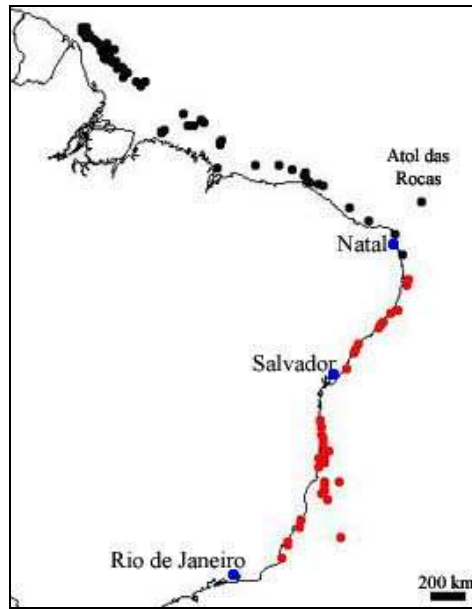 Atol das
Rocas
Natal
Salvador
Rio de Janeiro
200 km